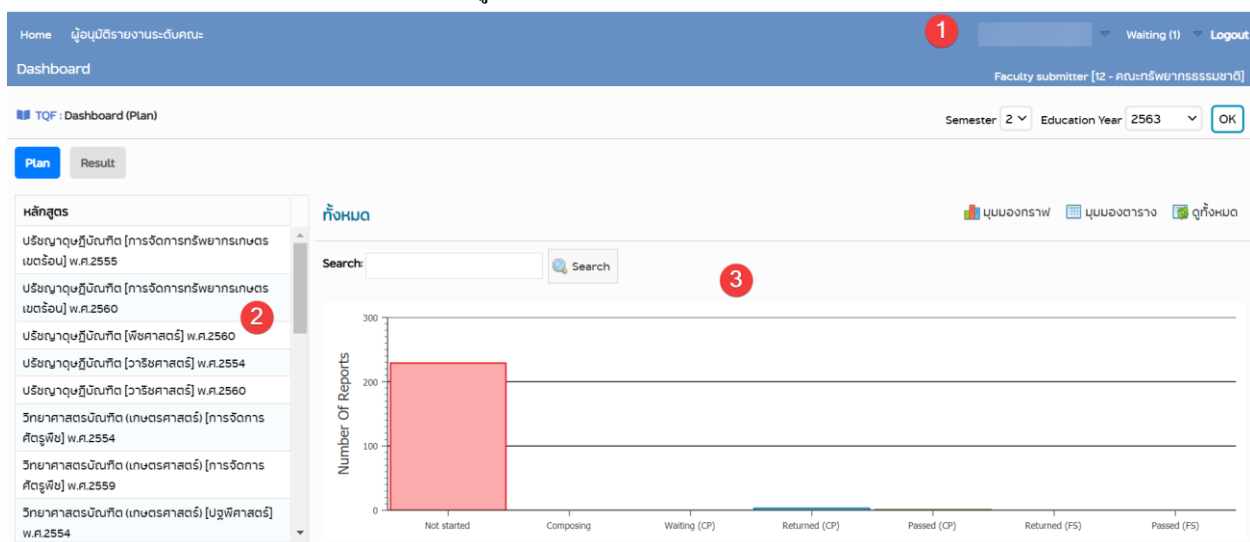 Home ผู้อนุมัติรายงานระดับคณะ
1
Waiting (1) Logout
Dashboard
Faculty submitter [12 - คณะทรัพยากรธรรมชาติ]
TQF : Dashboard (Plan)
Semester 2 Education Year 2563 OK
Plan Result
หลักสูตร
ปรัชญาดุษฎีบัณฑิต [การจัดการทรัพยากรเกษตร
เขตร้อน] พ.ศ.2555
ปรัชญาดุษฎีบัณฑิต [การจัดการทรัพยากรเกษตร
เขตร้อน] พ.ศ.2560
2
ปรัชญาดุษฎีบัณฑิต [พืชศาสตร์] พ.ศ.2560
ปรัชญาดุษฎีบัณฑิต [วาริชศาสตร์] พ.ศ.2554
ปรัชญาดุษฎีบัณฑิต [วาริชศาสตร์] พ.ศ.2560
วิทยาศาสตรบัณฑิต (เกษตรศาสตร์) [การจัดการ
ศัตรูพืช] พ.ศ.2554
วิทยาศาสตรบัณฑิต (เกษตรศาสตร์) [การจัดการ
ศัตรูพืช] พ.ศ.2559
วิทยาศาสตรบัณฑิต (เกษตรศาสตร์) [ปฐพีศาสตร์]
พ.ศ.2554
ทั้งหมด
มุมมองกราฟ มุมมองตาราง ดูทั้งหมด
Search: Search
3
Number Of Reports
300
200
100
0
Not started Composing Waiting (CP) Returned (CP) Passed (CP) Returned (FS) Passed (FS)